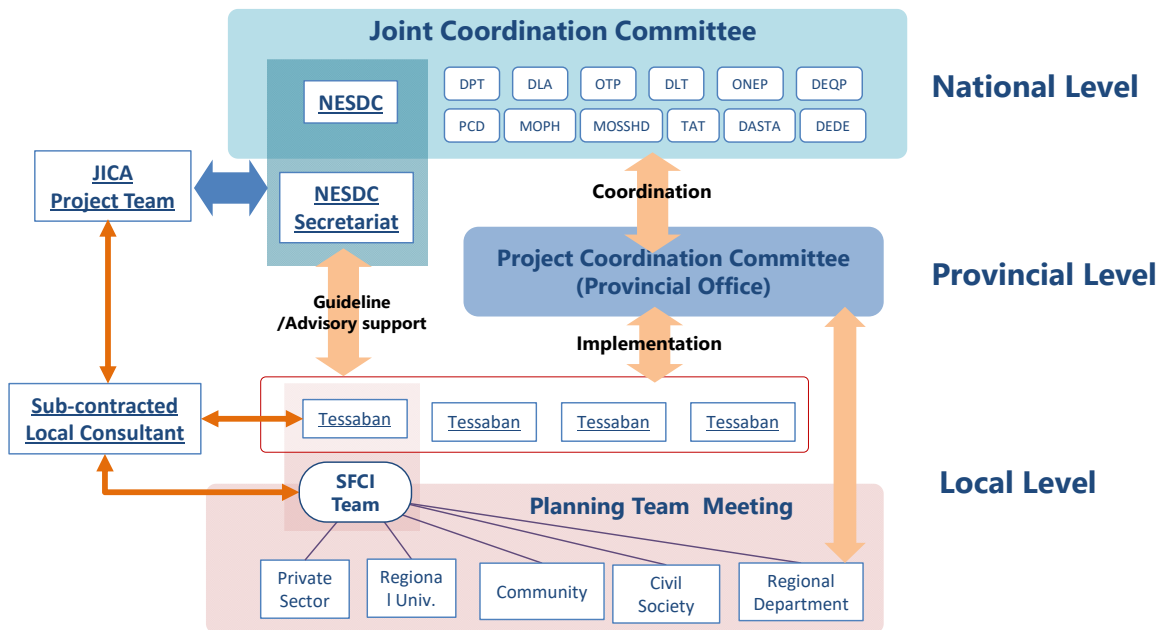 Joint Coordination Committee
NESDC
DPT
DLA
OTP
DLT
ONEP
DEQP
PCD
MOPH
MOSSHD
TAT
DASTA
DEDE
National Level
JICA
Project Team
NESDC
Secretariat
Coordination
Project Coordination Committee
(Provincial Office)
Provincial Level
Guideline
/Advisory support
Implementation
Sub-contracted
Local Consultant
Tessaban
Tessaban
Tessaban
Tessaban
SFCI
Team
Planning Team  Meeting
Local Level
Private
Sector
Regiona
l Univ.
Community
Civil
Society
Regional
Department